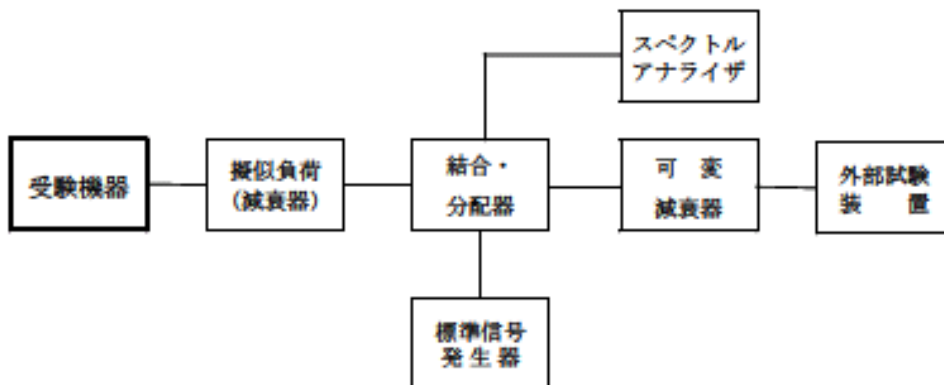 スペクトル
アナライザ
受験機器
擬似負荷
(減衰器)
結合・
分配器
可 変
減衰器
外部試験
装 置
標準信号
発生器